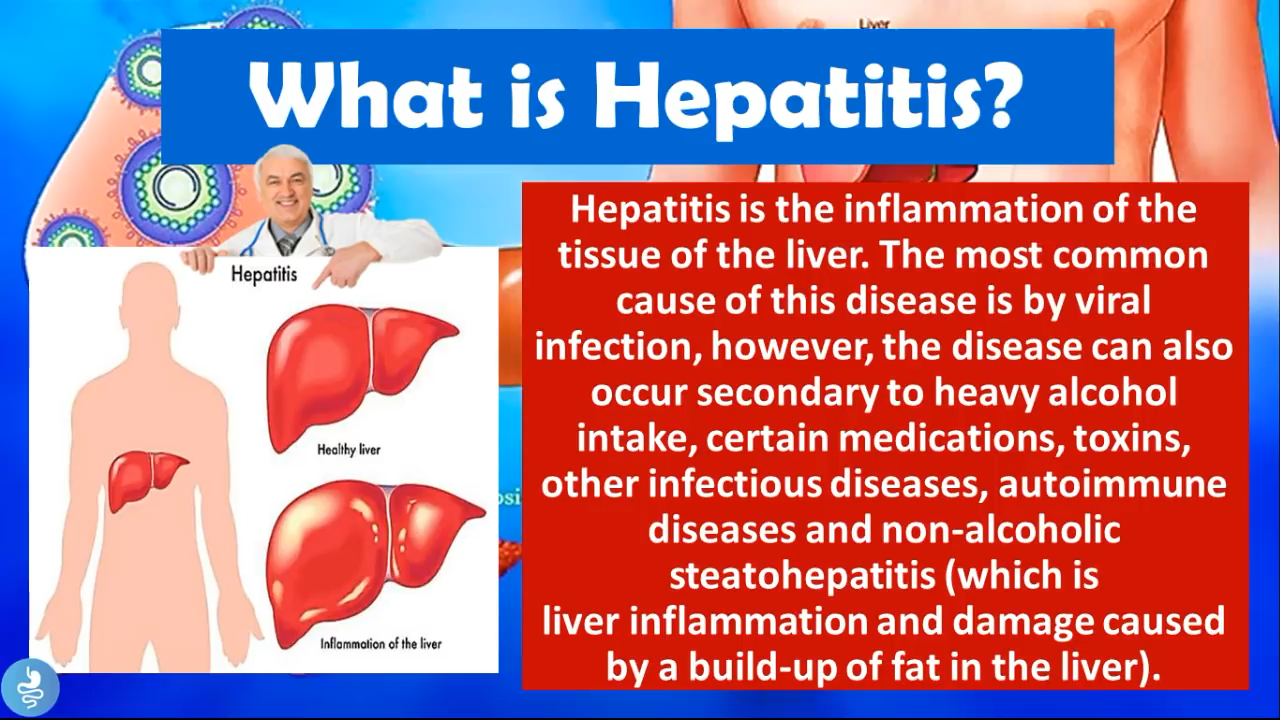 Liver
What is Hepatitis?
Hepatitis
Healthy liver
Inflammation of the liver
Hepatitis is the inflammation of the
tissue of the liver. The most common
cause of this disease is by viral
infection, however, the disease can also
occur secondary to heavy alcohol
intake, certain medications, toxins,
other infectious diseases, autoimmune
diseases and non-alcoholic
steatohepatitis (which is
liver inflammation and damage caused
by a build-up of fat in the liver).